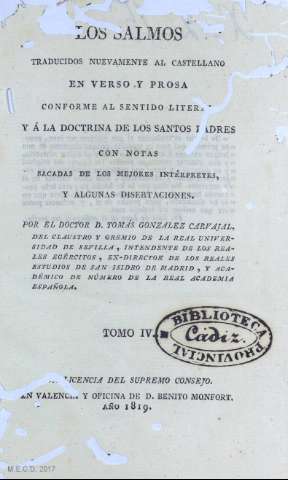 LOS SALMOS
TRADUCIDOS NUEVAMENTE AL CASTELLANO
EN VERSO Y PROSA
CONFORME AL SENTIDO LITER
Y Á LA DOCTRINA DE LOS SANTOS PADRES
CON NOTAS
SACADAS DE LOS MEJORES INTÉRPRETES,
Y ALGUNAS DISERTACIONES.
POR EL DOCTOR D. TOMÁS GONZALEZ CARVAJAL,
DEL CLAUSTRO Y GREMIO DE LA REAL UNIVER-
SIDAD DE SEVILLA, INTENDENTE DE LOS REA-
LES EGÉRCITOS, EX-DIRECTOR DE LOS REALES
ESTUDIOS DE SAN ISIDRO DE MADRID, Y ACA-
DÉMICO DE NÚMERO DE LA REAL ACADEMIA
ESPAÑOLA.
TOMO IV.
BIBLIOTECA
Cádiz.
PROVINCIAL
LICENCIA DEL SUPREMO CONSEJO.
EN VALENCIA Y OFICINA DE D. BENITO MONFORT.
AÑO 1819.
M.E.C.D. 2017